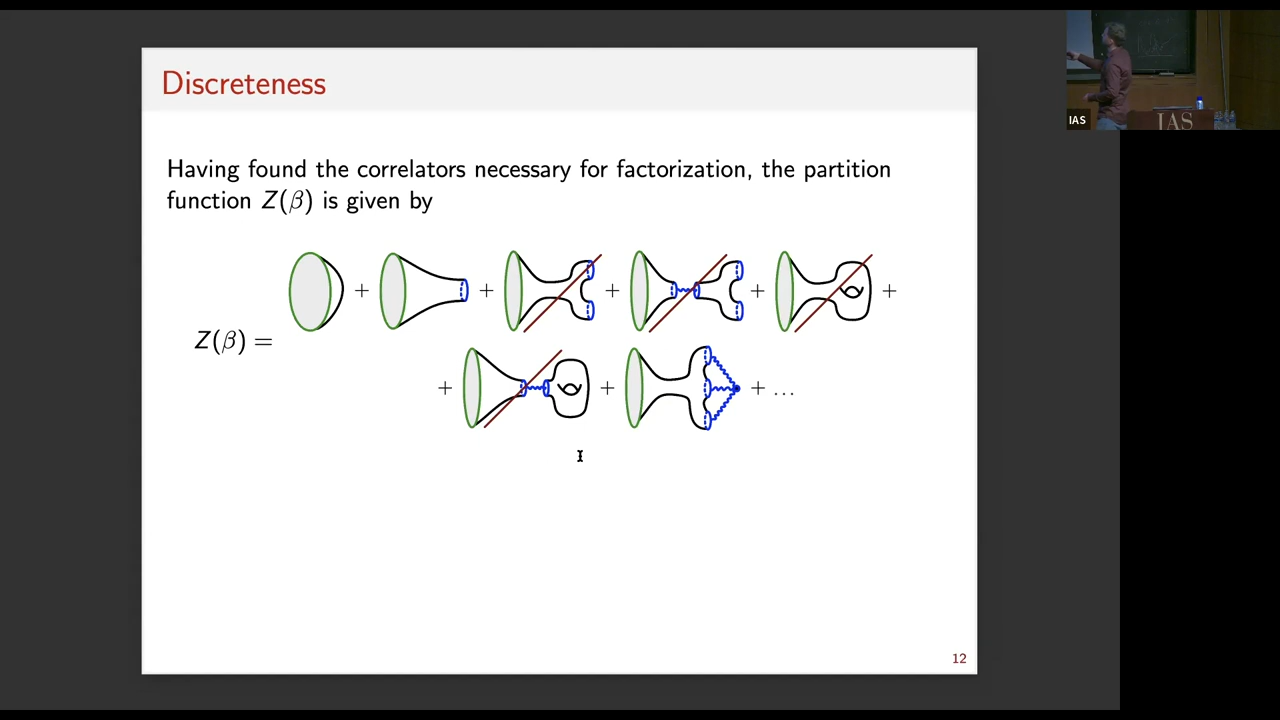 Discreteness
Having found the correlators necessary for factorization, the partition
function Z(β) is given by
+ + + + +
Z(β) =
+ + + ...
12
IAS
IAS